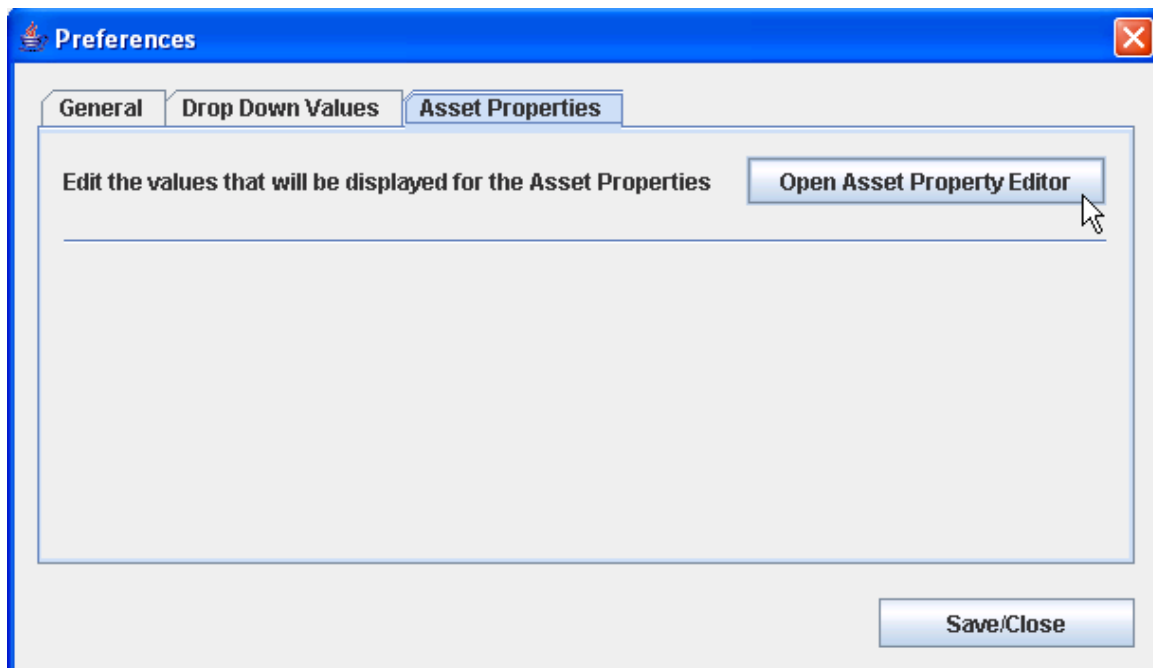 Preferences
General Drop Down Values Asset Properties
Edit the values that will be displayed for the Asset Properties Open Asset Property Editor
Save/Close